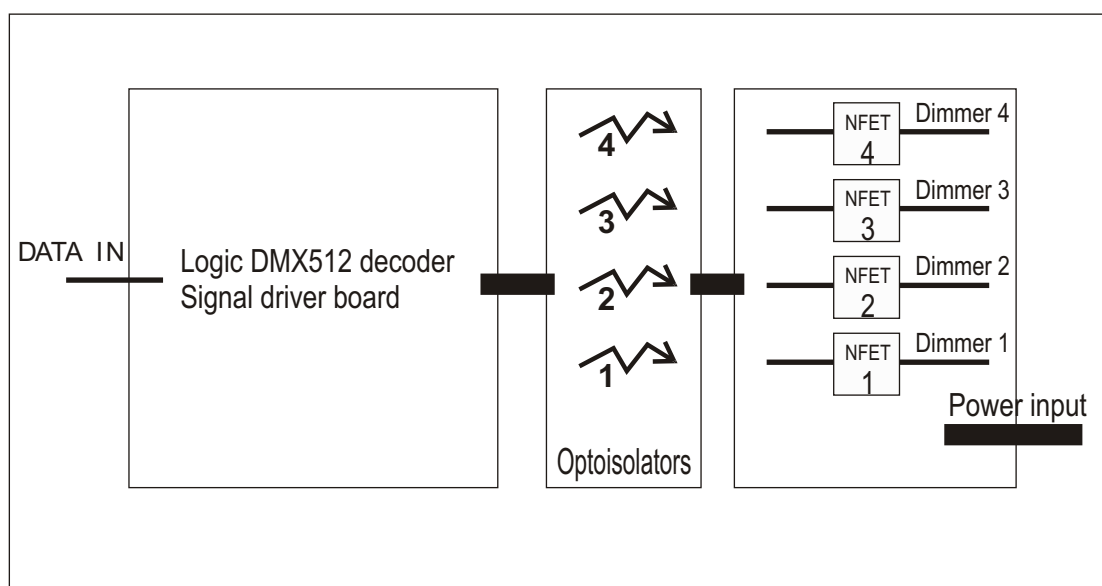 DATA IN
Logic DMX512 decoder
Signal driver board
4
3
2
1
Optoisolators
NFET
4
Dimmer 4
NFET
3
Dimmer 3
NFET
2
Dimmer 2
NFET
1
Dimmer 1
Power input